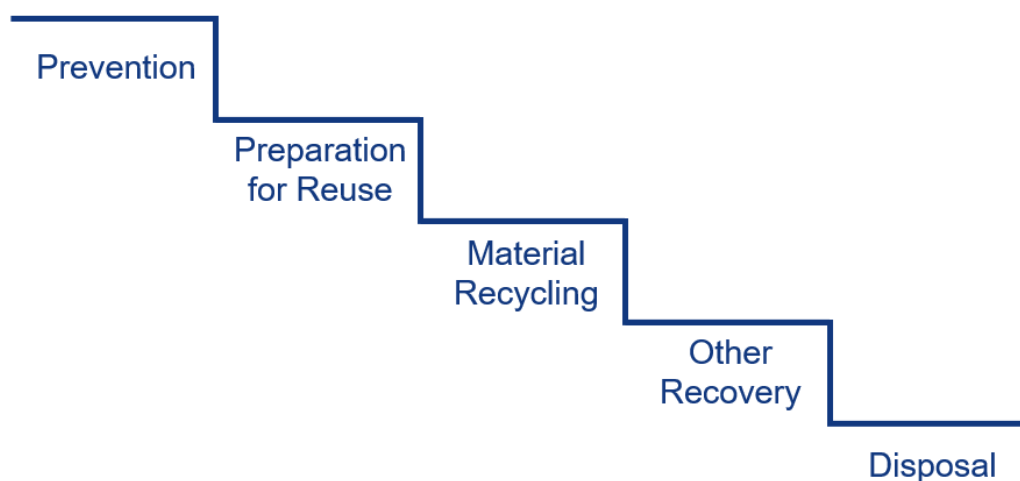 Prevention
Preparation
for Reuse
Material
Recycling
Other
Recovery
Disposal